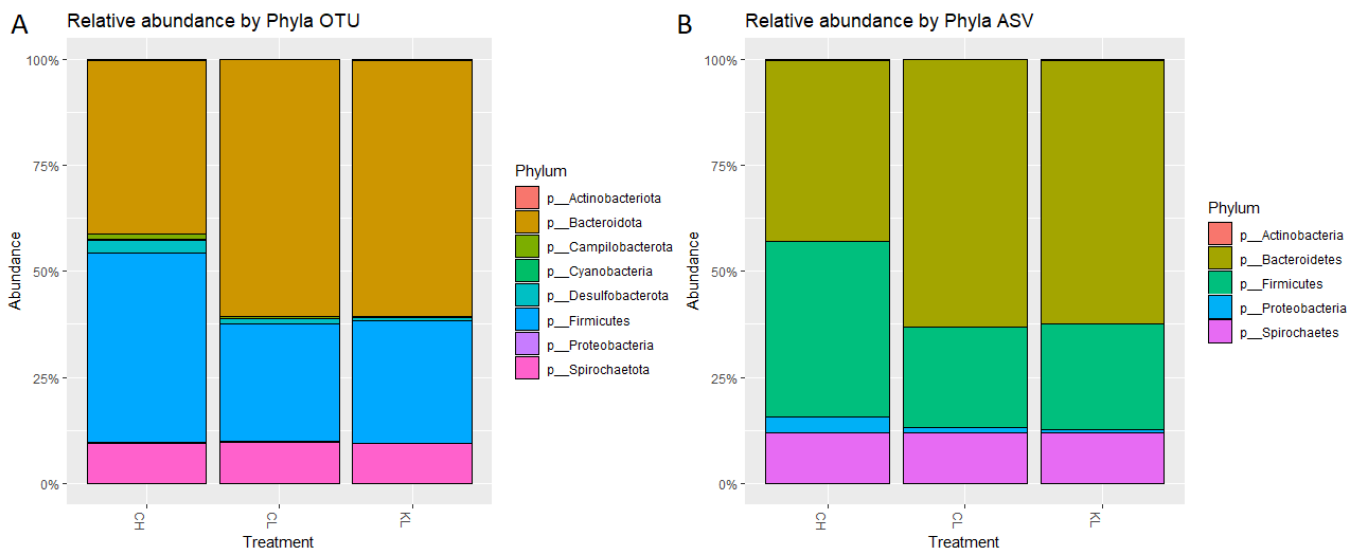 A
Relative abundance by Phyla OTU
100%
75%
50%
25%
0%
Abundance
CH
CL
KL
Treatment
Phylum
p__Actinobacteriota
p__Bacteroidota
p__Campilobacterota
p__Cyanobacteria
p__Desulfobacterota
p__Firmicutes
p__Proteobacteria
p__Spirochaetota
B
Relative abundance by Phyla ASV
100%
75%
50%
25%
0%
Abundance
CH
CL
KL
Treatment
Phylum
p__Actinobacteria
p__Bacteroidetes
p__Firmicutes
p__Proteobacteria
p__Spirochaetes